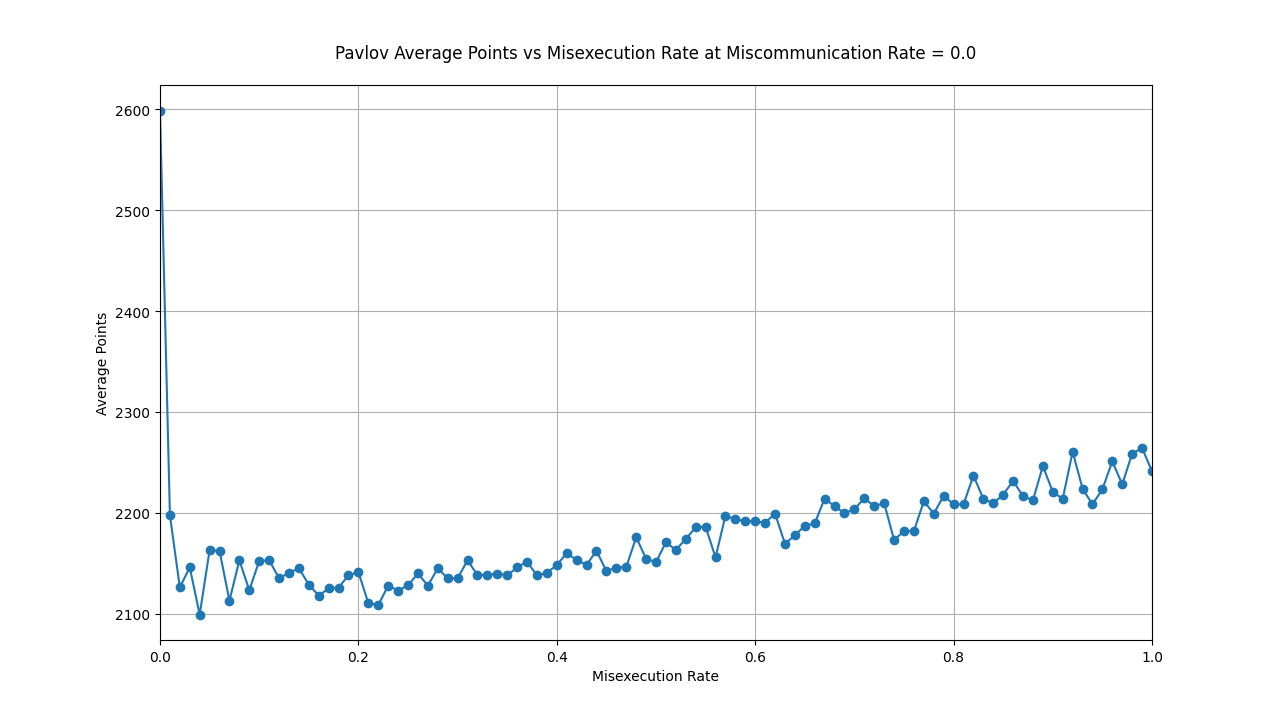 Pavlov Average Points vs Misexecution Rate at Miscommunication Rate = 0.0
2600
2500
2400
2300
2200
2100
Average Points
0.0 0.2 0.4 0.6 0.8 1.0
Misexecution Rate